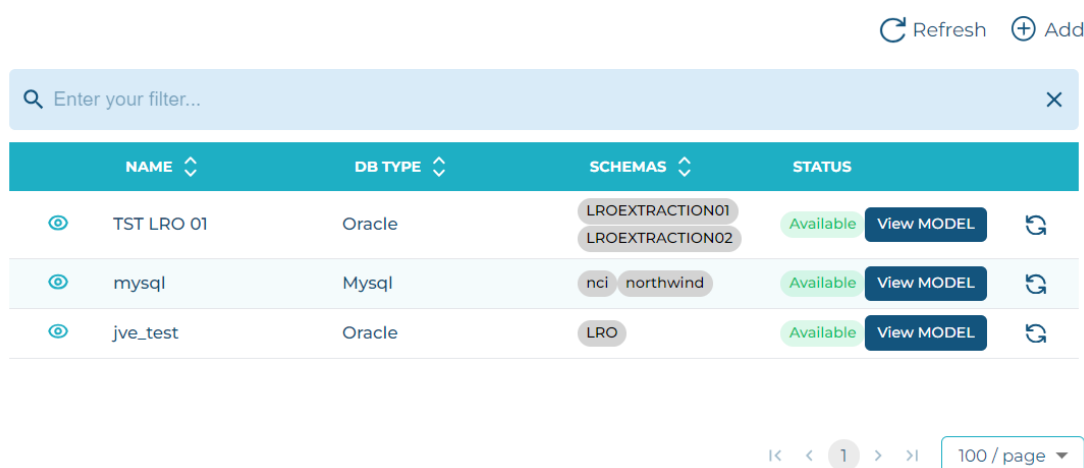 Refresh Add
Enter your filter...
NAME DB TYPE SCHEMAS STATUS
TST LRO 01 Oracle LROEXTRACTION01 LROEXTRACTION02 Available View MODEL
mysql Mysql nci northwind Available View MODEL
jve_test Oracle LRO Available View MODEL
1 100 / page